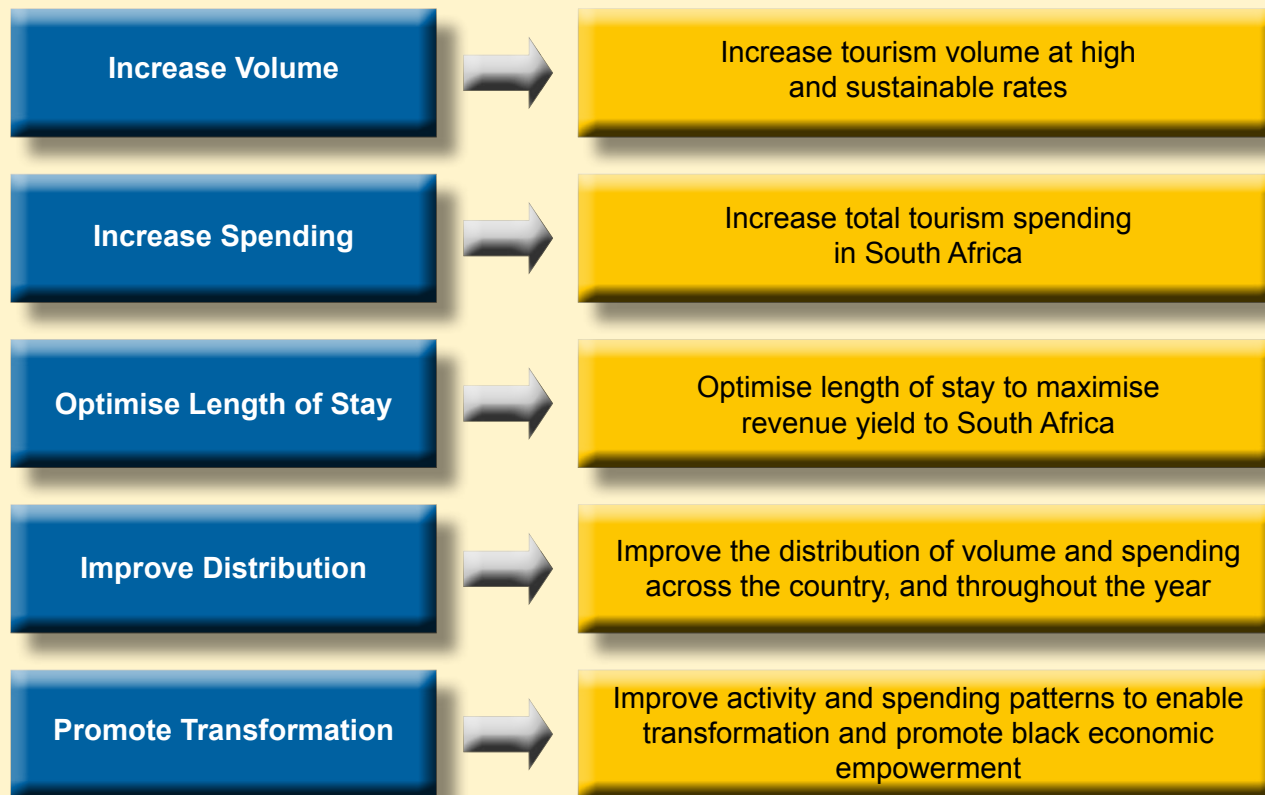 Increase Volume
Increase tourism volume at high
and sustainable rates
Increase Spending
Increase total tourism spending
in South Africa
Optimise Length of Stay
Optimise length of stay to maximise
revenue yield to South Africa
Improve Distribution
Improve the distribution of volume and spending
across the country, and throughout the year
Promote Transformation
Improve activity and spending patterns to enable
transformation and promote black economic
empowerment